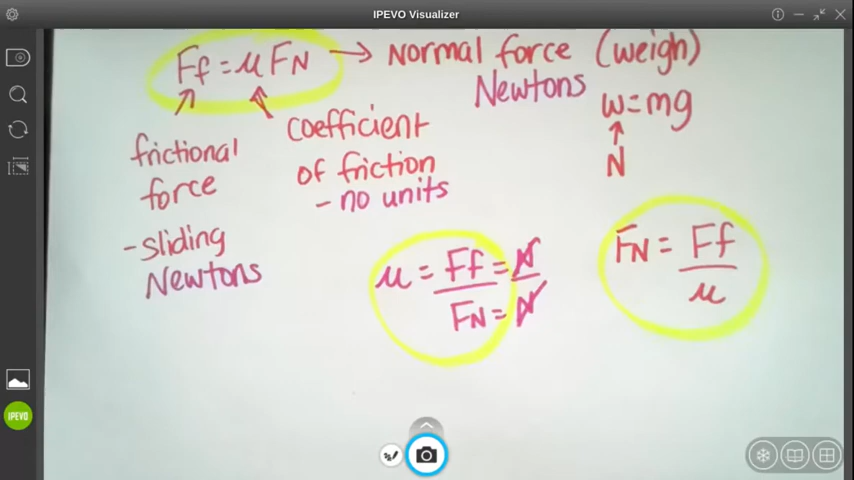 IPEVO Visualizer
Ff = μ FN → Normal force (weigh)
Newtons
w = mg
N
frictional
force
- sliding
Newtons
coefficient
of friction
- no units
μ = Ff = N
FN = N
FN = Ff
μ
IPEVO